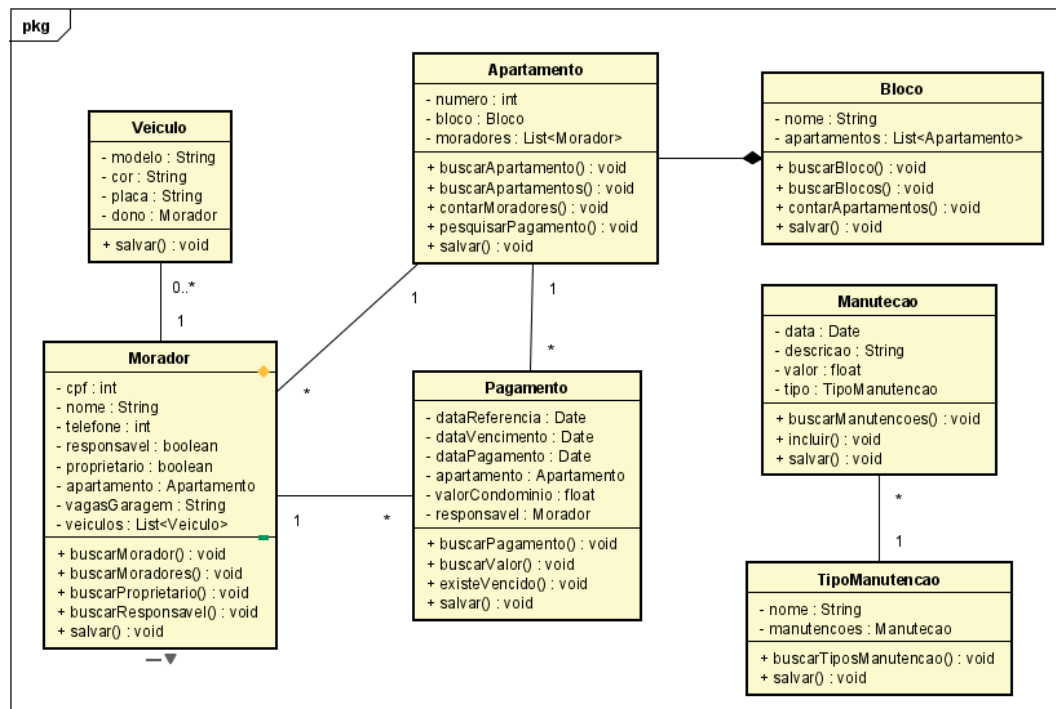 pkg
Veiculo
- modelo : String
- cor : String
- placa : String
- dono : Morador
+ salvar() : void
0..*
1
Morador
- cpf : int
- nome : String
- telefone : int
- responsavel : boolean
- proprietario : boolean
- apartamento : Apartamento
- vagasGaragem : String
- veiculos : List<Veiculo>
+ buscarMorador() : void
+ buscarMoradores() : void
+ buscarProprietario() : void
+ buscarResponsavel() : void
+ salvar() : void
Apartamento
- numero : int
- bloco : Bloco
- moradores : List<Morador>
+ buscarApartamento() : void
+ buscarApartamentos() : void
+ contarMoradores() : void
+ pesquisarPagamento() : void
+ salvar() : void
1
*
1
*
Pagamento
- dataReferencia : Date
- dataVencimento : Date
- dataPagamento : Date
- apartamento : Apartamento
- valorCondominio : float
- responsavel : Morador
+ buscarPagamento() : void
+ buscarValor() : void
+ existeVencido() : void
+ salvar() : void
1
*
Bloco
- nome : String
- apartamentos : List<Apartamento>
+ buscarBloco() : void
+ buscarBlocos() : void
+ contarApartamentos() : void
+ salvar() : void
Manutecao
- data : Date
- descricao : String
- valor : float
- tipo : TipoManutencao
+ buscarManutencoes() : void
+ incluir() : void
+ salvar() : void
*
1
TipoManutencao
- nome : String
- manutencoes : Manutecao
+ buscarTiposManutencao() : void
+ salvar() : void